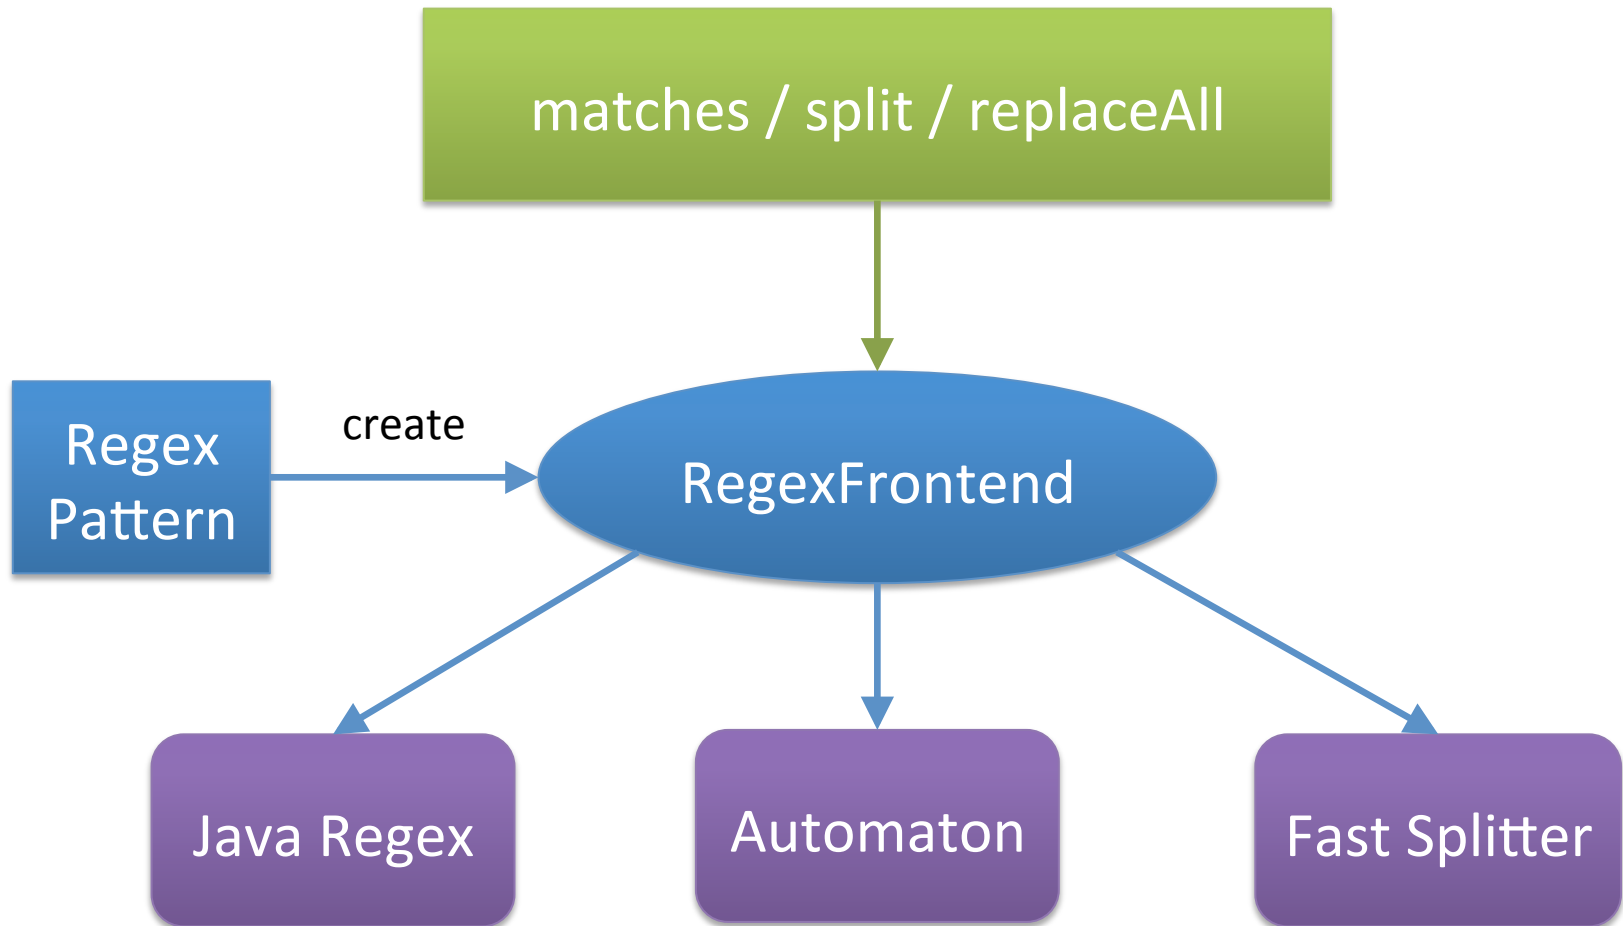 matches / split / replaceAll
create
Regex
Pattern
RegexFrontend
Java Regex
Automaton
Fast Splitter